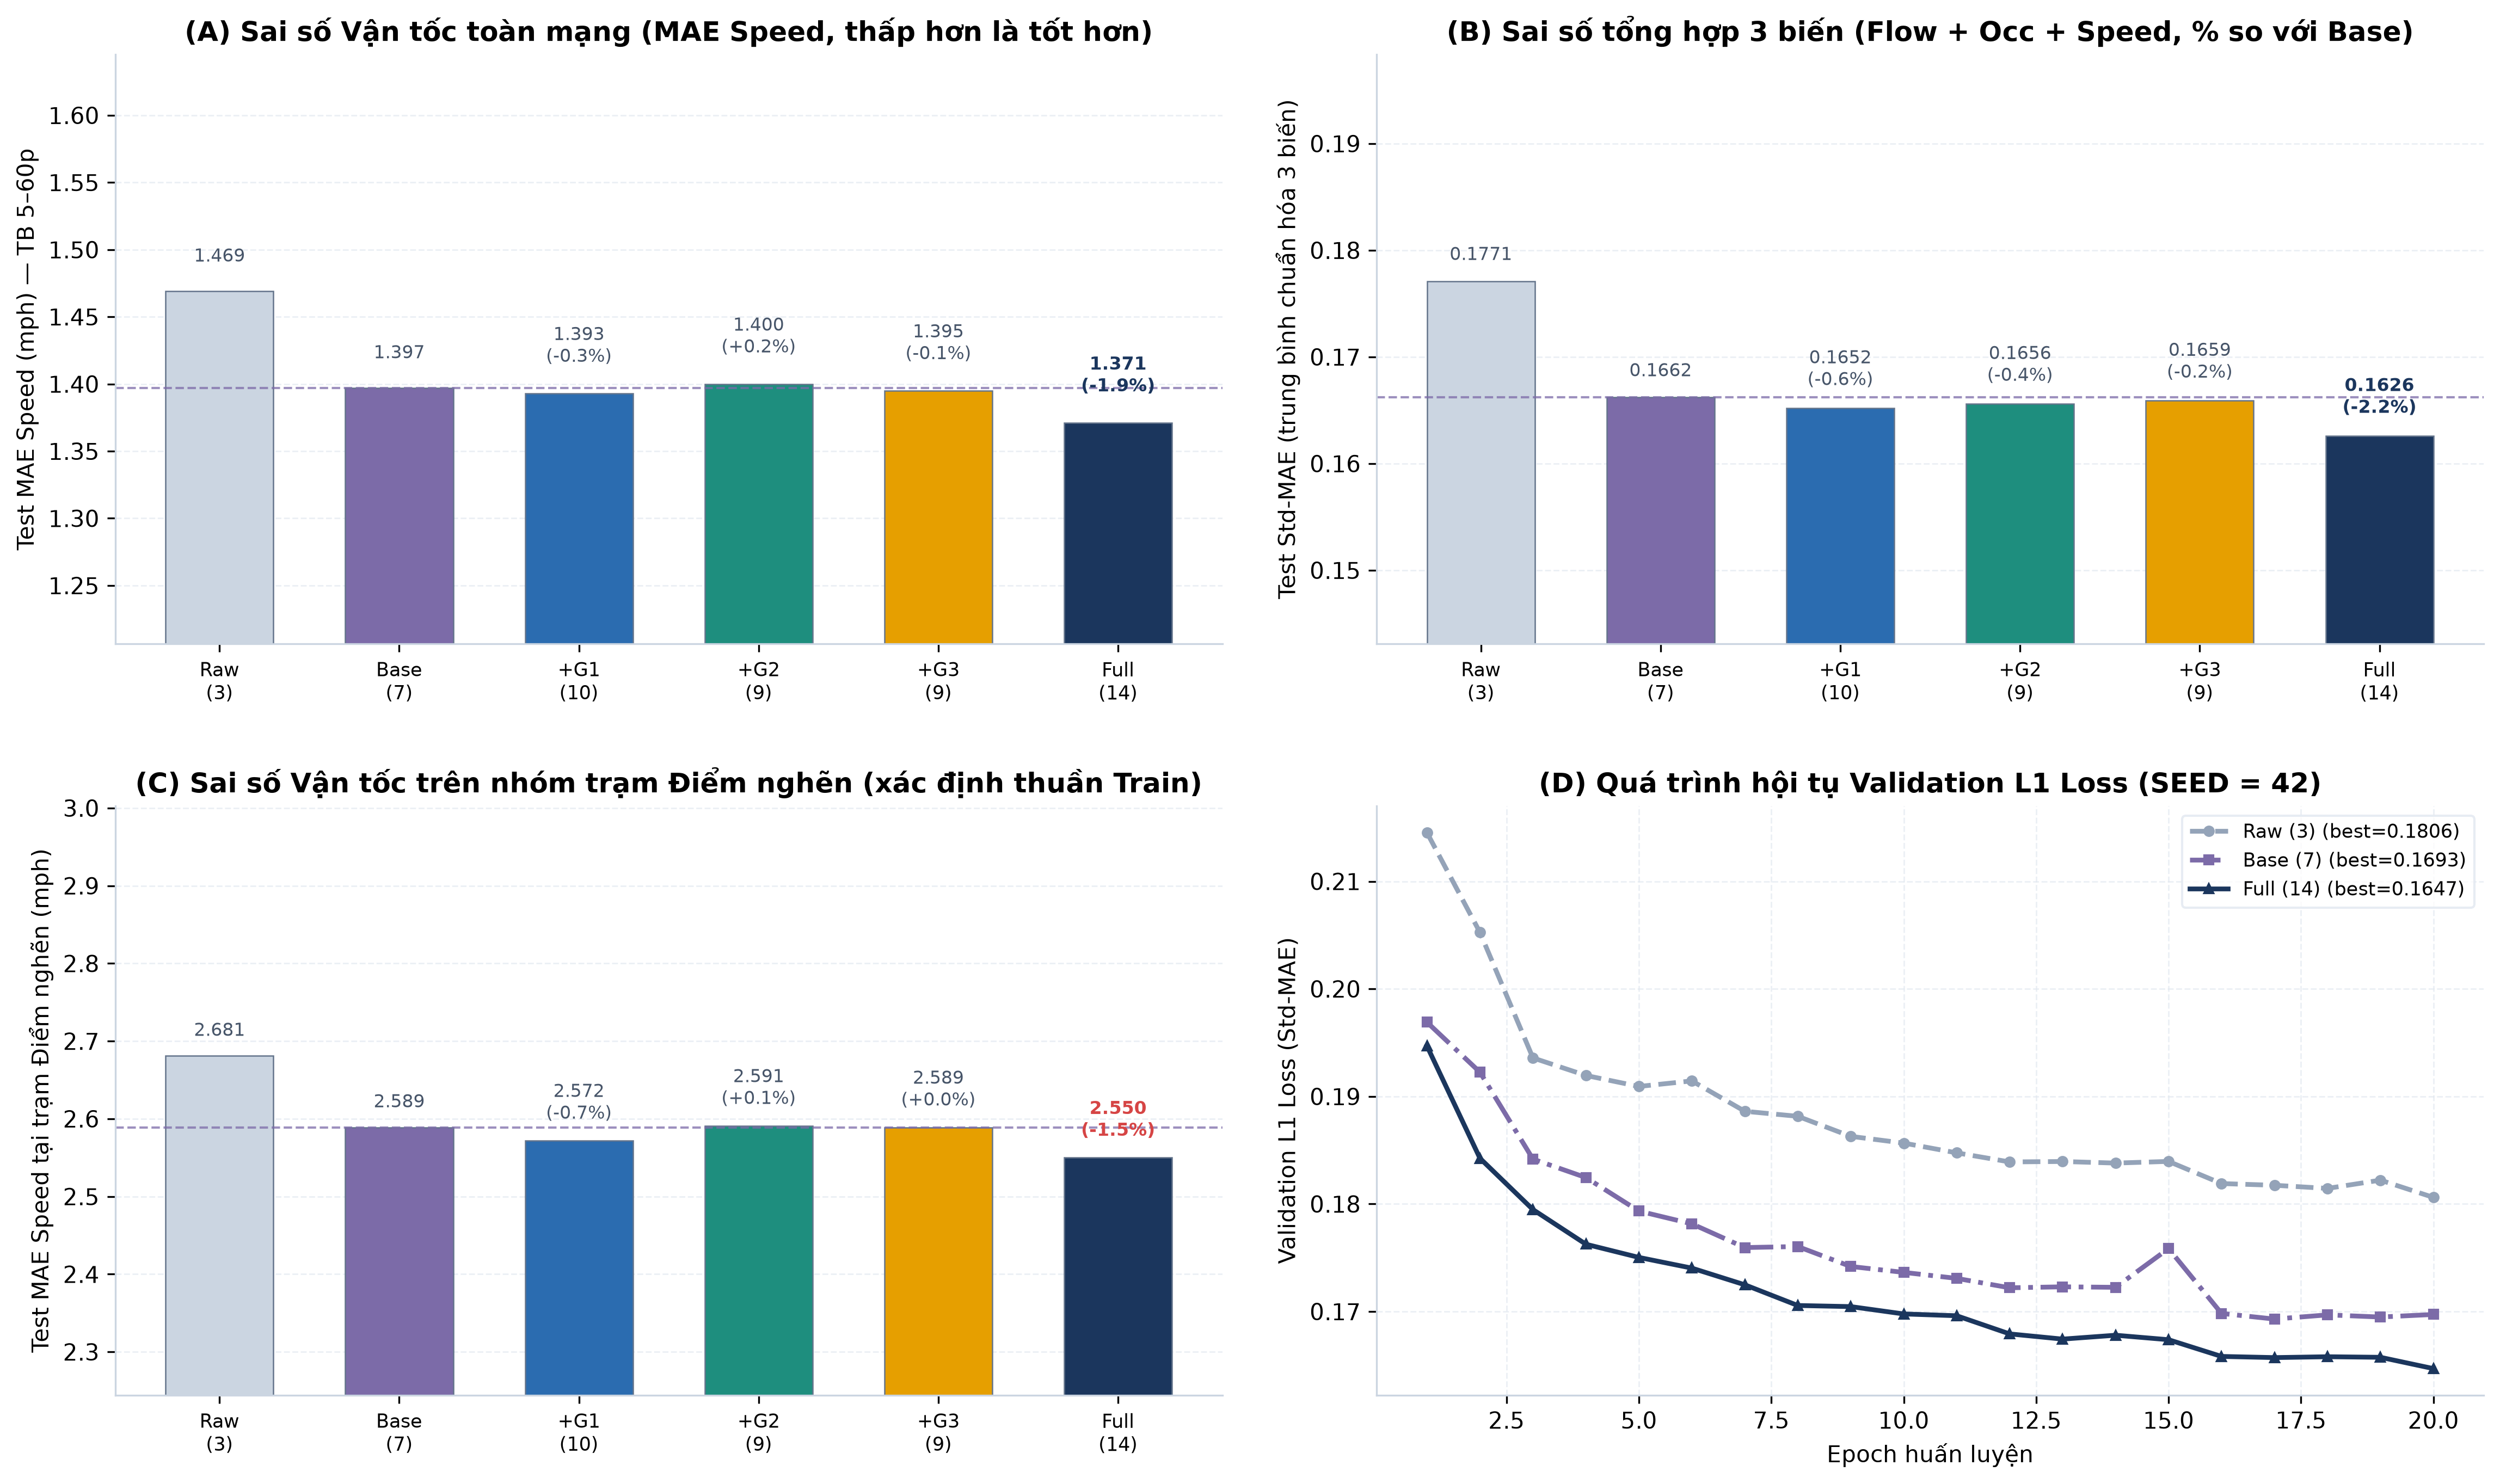 (A) Sai số Vận tốc toàn mạng (MAE Speed, thấp hơn là tốt hơn)
Test MAE Speed (mph) — TB 5–60p
1.60
1.55
1.50
1.45
1.40
1.35
1.30
1.25
1.469
1.397
1.393
(-0.3%)
1.400
(+0.2%)
1.395
(-0.1%)
1.371
(-1.9%)
Raw
(3)
Base
(7)
+G1
(10)
+G2
(9)
+G3
(9)
Full
(14)
(B) Sai số tổng hợp 3 biến (Flow + Occ + Speed, % so với Base)
Test Std-MAE (trung bình chuẩn hóa 3 biến)
0.19
0.18
0.17
0.16
0.15
0.1771
0.1662
0.1652
(-0.6%)
0.1656
(-0.4%)
0.1659
(-0.2%)
0.1626
(-2.2%)
Raw
(3)
Base
(7)
+G1
(10)
+G2
(9)
+G3
(9)
Full
(14)
(C) Sai số Vận tốc trên nhóm trạm Điểm nghẽn (xác định thuần Train)
Test MAE Speed tại trạm Điểm nghẽn (mph)
3.0
2.9
2.8
2.7
2.6
2.5
2.4
2.3
2.681
2.589
2.572
(-0.7%)
2.591
(+0.1%)
2.589
(+0.0%)
2.550
(-1.5%)
Raw
(3)
Base
(7)
+G1
(10)
+G2
(9)
+G3
(9)
Full
(14)
(D) Quá trình hội tụ Validation L1 Loss (SEED = 42)
Validation L1 Loss (Std-MAE)
0.21
0.20
0.19
0.18
0.17
Raw (3) (best=0.1806)
Base (7) (best=0.1693)
Full (14) (best=0.1647)
2.5
5.0
7.5
10.0
12.5
15.0
17.5
20.0
Epoch huấn luyện